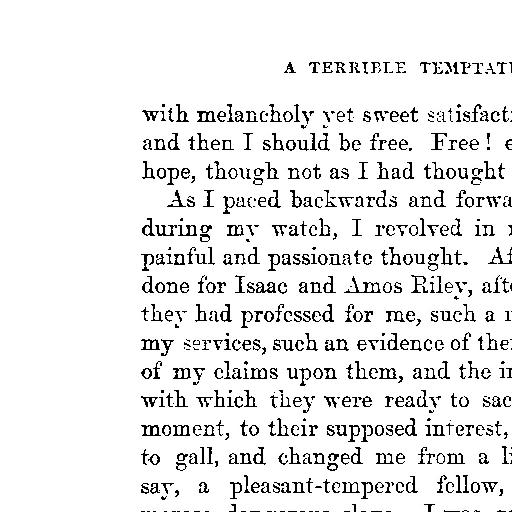 A TERRIBLE TEMPTAT
with melancholy yet sweet satisfact
and then I should be free. Free! e
hope, though not as I had thought
As I paced backwards and forwa
during my watch, I revolved in
painful and passionate thought. Af
done for Isaac and Amos Riley, afte
they had professed for me, such a
my services, such an evidence of the
of my claims upon them, and the i
with which they were ready to sac
moment, to their supposed interest,
to gall, and changed me from a li
say, a pleasant-tempered fellow,